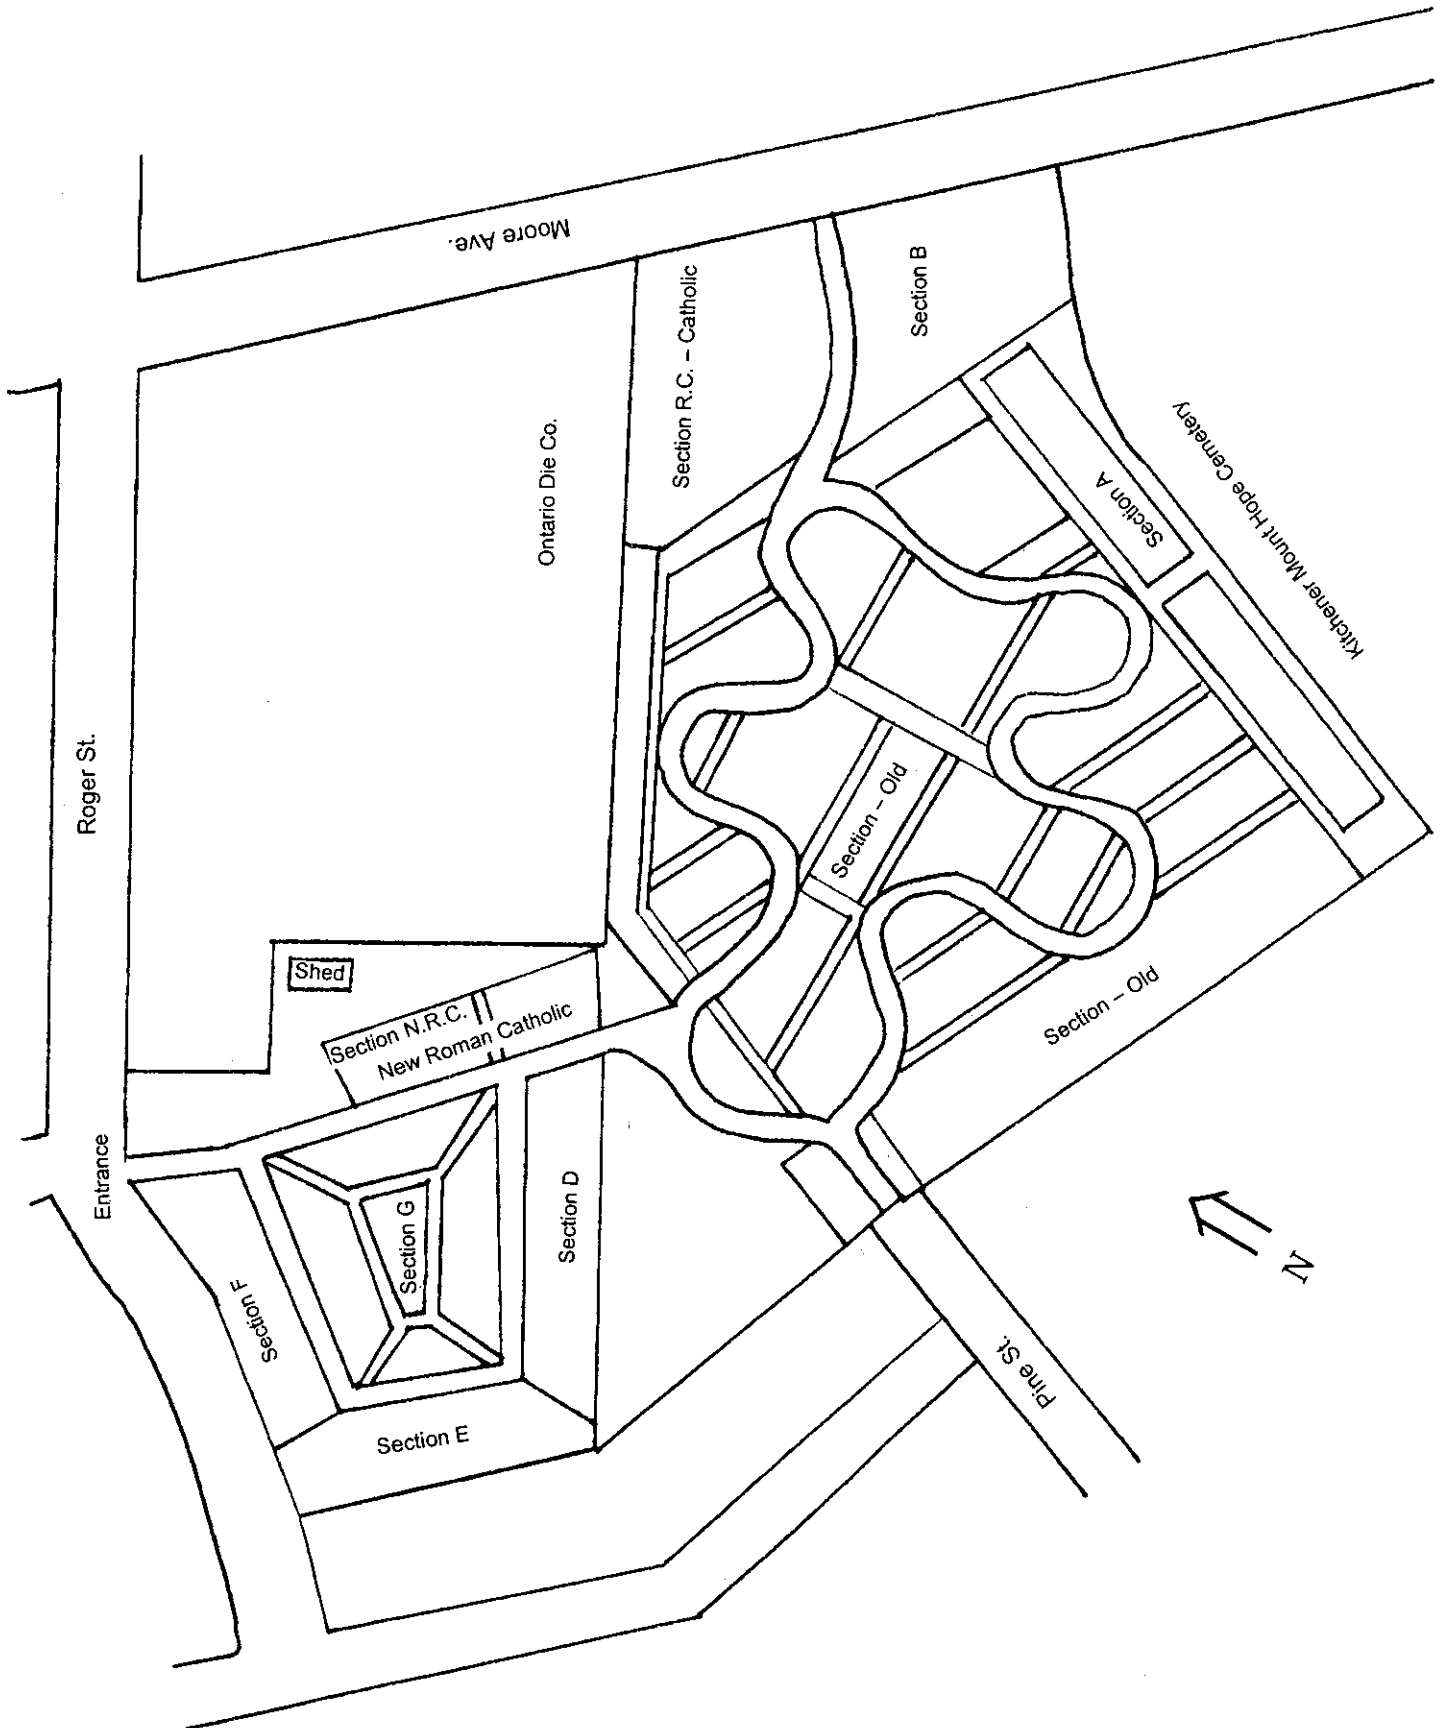 Moore Ave.
Section B
Section R.C. – Catholic
Ontario Die Co.
Section A
Kitchener Mount Hope Cemetery
Roger St.
Section – Old
Shed
Section N.R.C.
New Roman Catholic
Section – Old
Entrance
Section G
Section D
Section F
Section E
Pine St.
N